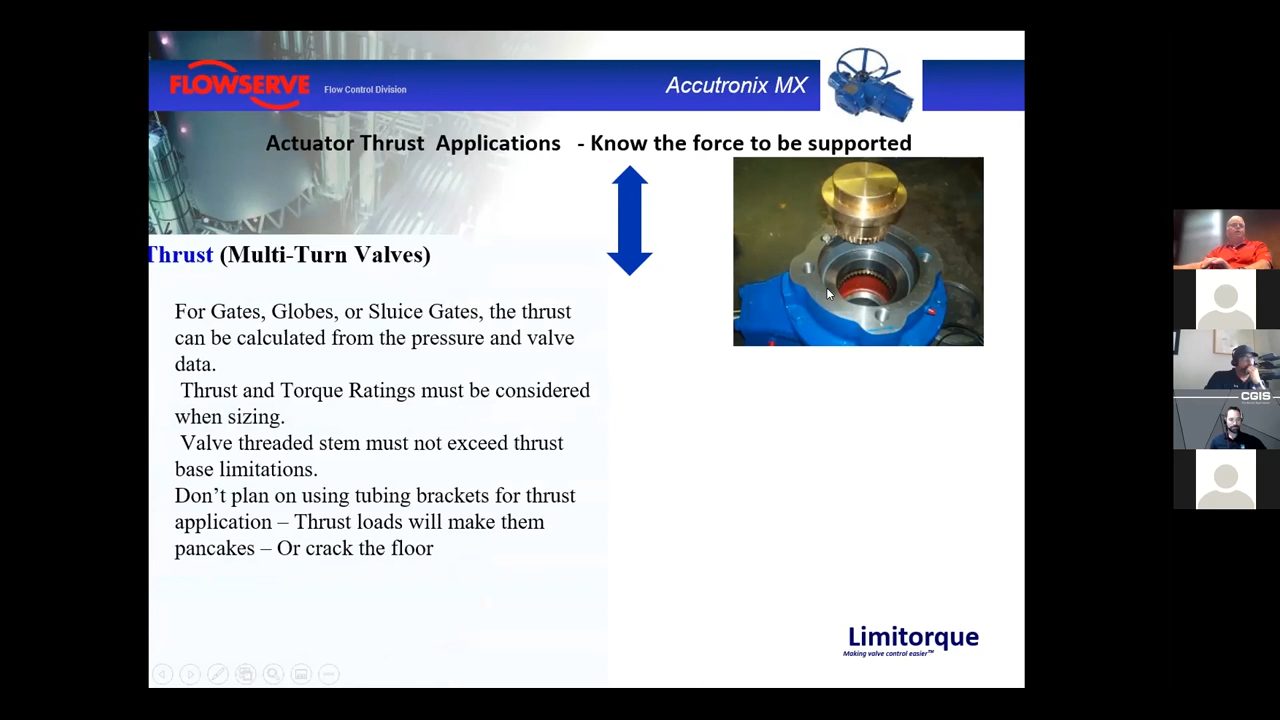 FLOWSERVE
Flow Control Division
Accutronix MX
Actuator Thrust Applications - Know the force to be supported
Thrust (Multi-Turn Valves)
For Gates, Globes, or Sluice Gates, the thrust
can be calculated from the pressure and valve
data.
Thrust and Torque Ratings must be considered
when sizing.
Valve threaded stem must not exceed thrust
base limitations.
Don’t plan on using tubing brackets for thrust
application – Thrust loads will make them
pancakes – Or crack the floor
Limitorque
Making valve control easier™
CGIS